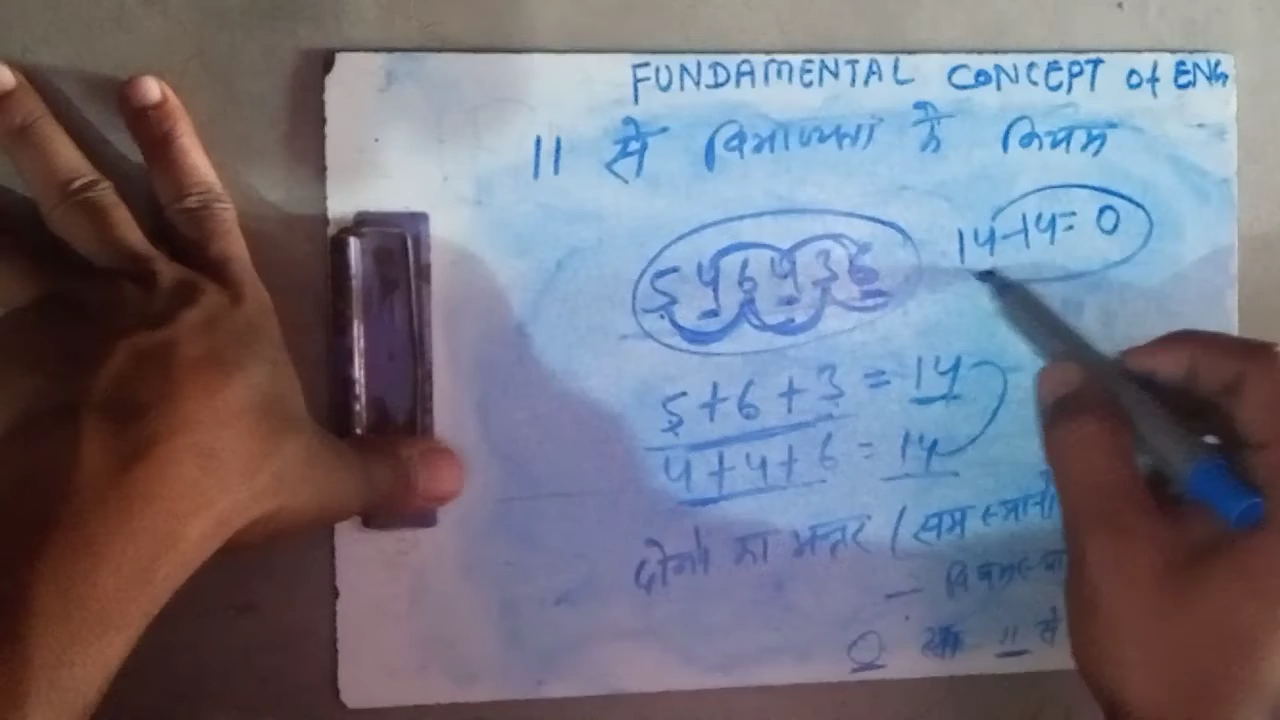 FUNDAMENTAL CONCEPT of ENG
11 से विभाज्यता के नियम
546436
14-14=0
5+6+3=14
4+4+6=14
दोनों का अन्तर (सम स्थानों
—
0 या 11 से